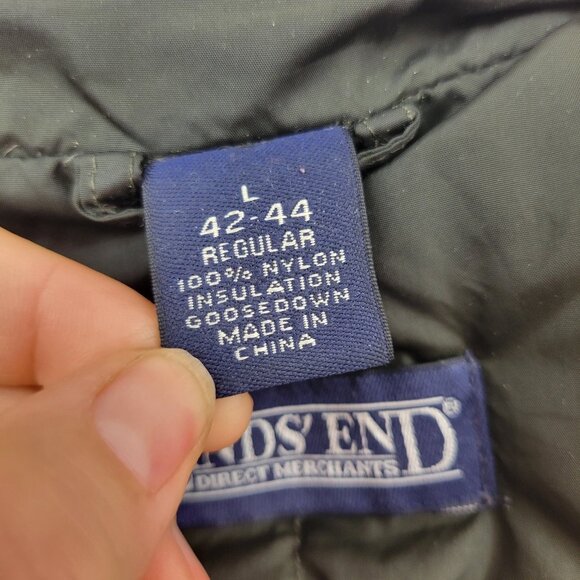 L
42-44
REGULAR
100% NYLON
INSULATION
GOOSEDOWN
MADE IN
CHINA
NDS' END®
DIRECT MERCHANTS